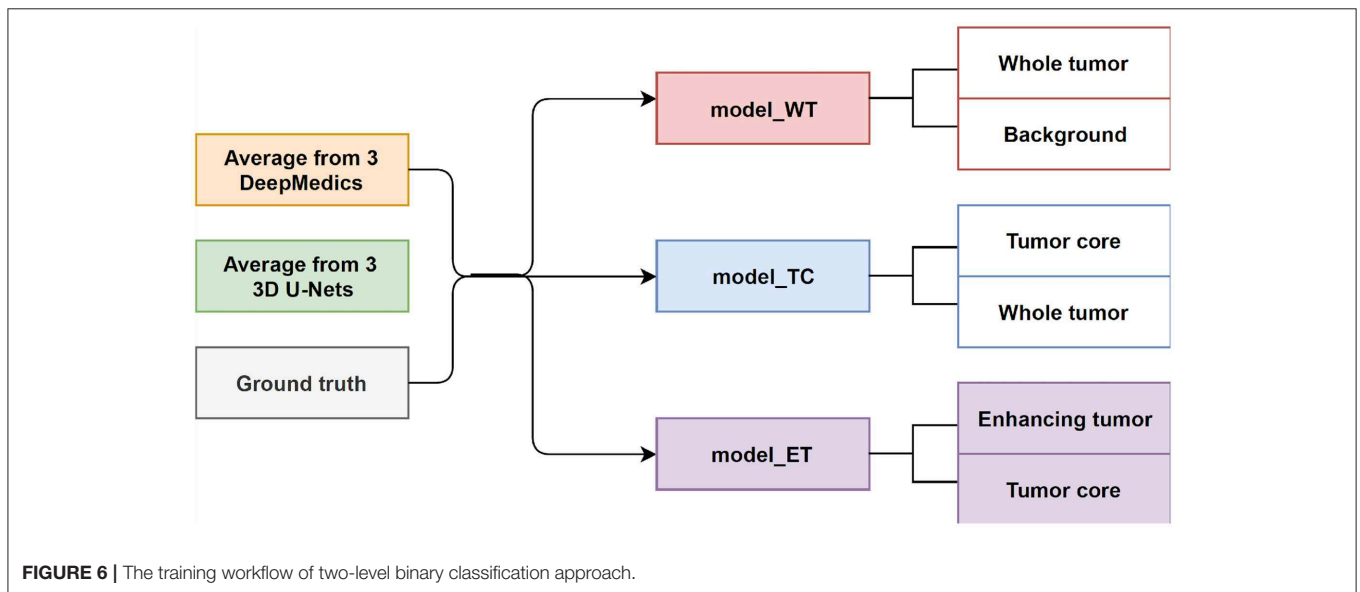 Average from 3
DeepMedics
Average from 3
3D U-Nets
Ground truth
model_WT
Whole tumor
Background
model_TC
Tumor core
Whole tumor
model_ET
Enhancing tumor
Tumor core
FIGURE 6 | The training workflow of two-level binary classification approach.